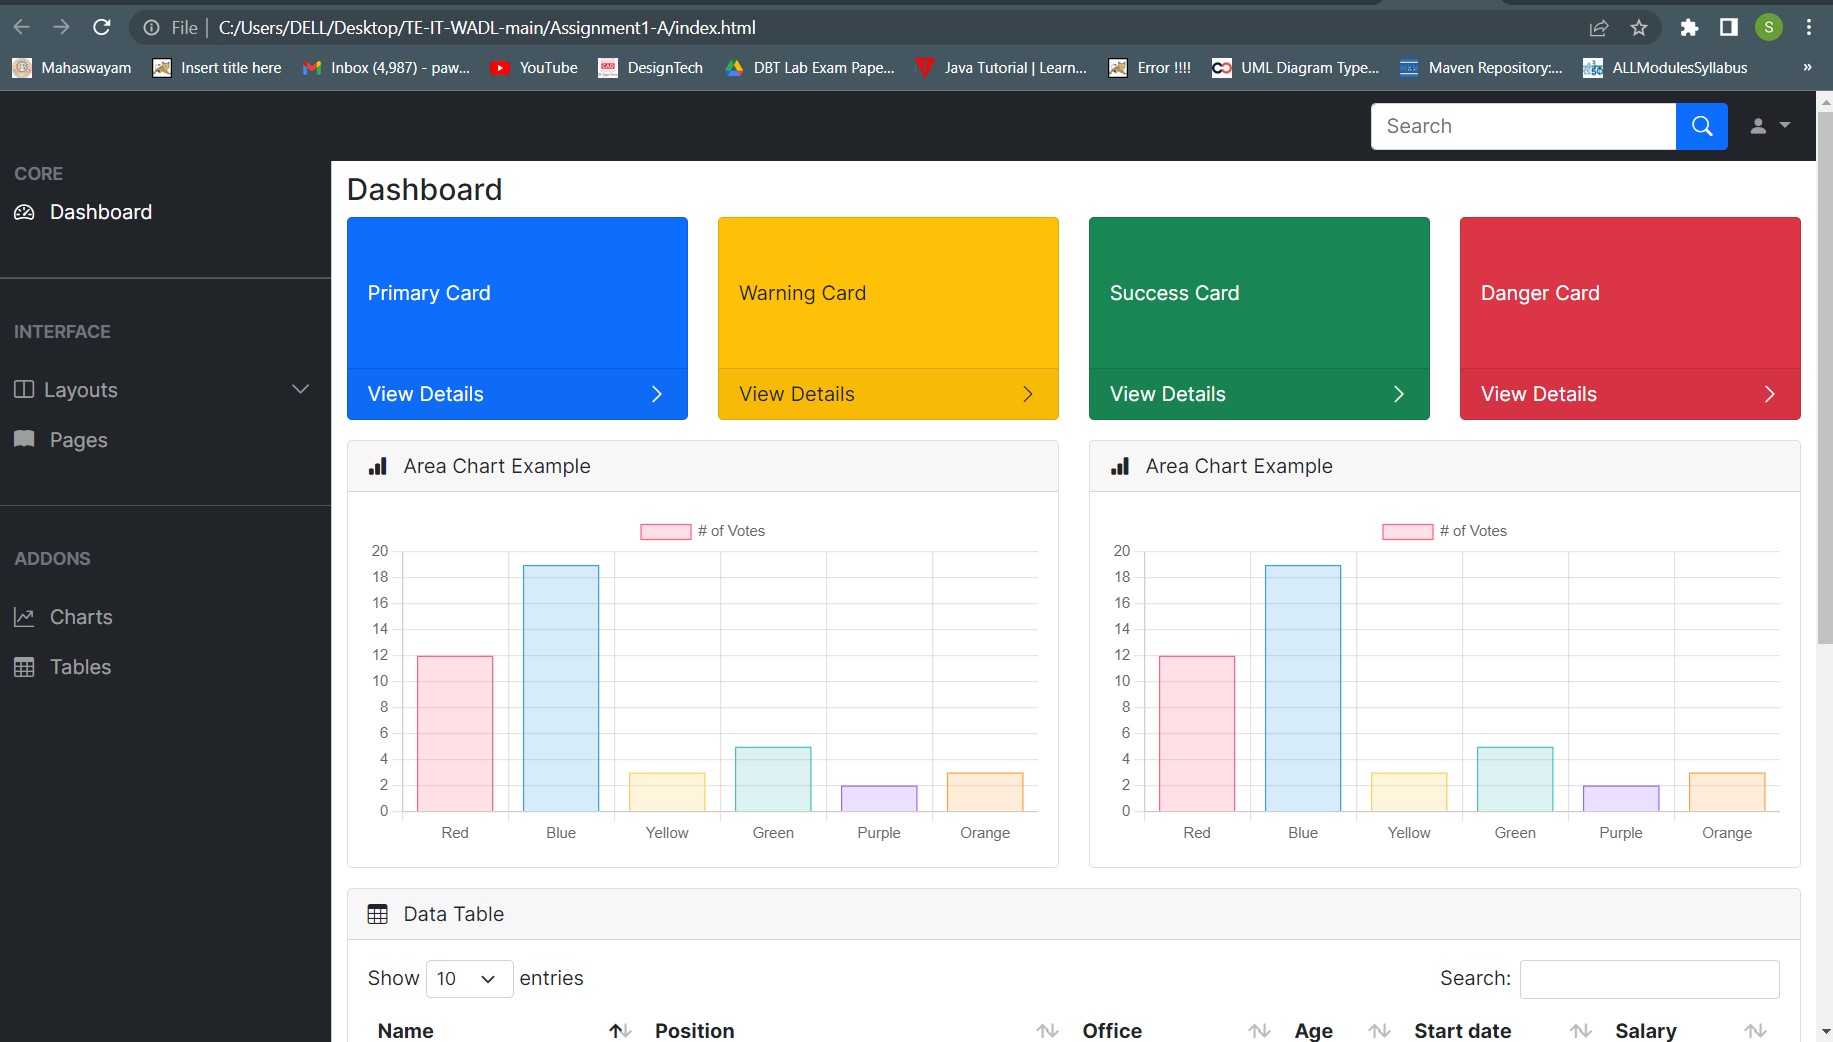 File C:/Users/DELL/Desktop/TE-IT-WADL-main/Assignment1-A/index.html S
Mahaswayam Insert title here Inbox (4,987) - paw... YouTube DesignTech DBT Lab Exam Pape... Java Tutorial | Learn... Error !!!! UML Diagram Type... Maven Repository:... ALLModulesSyllabus »
Search
CORE
Dashboard
INTERFACE
Layouts
Pages
ADDONS
Charts
Tables
Dashboard
Primary Card Warning Card Success Card Danger Card
View Details View Details View Details View Details
Area Chart Example
# of Votes
20
18
16
14
12
10
8
6
4
2
0
Red Blue Yellow Green Purple Orange
Area Chart Example
# of Votes
20
18
16
14
12
10
8
6
4
2
0
Red Blue Yellow Green Purple Orange
Data Table
Show 10 entries Search:
Name Position Office Age Start date Salary